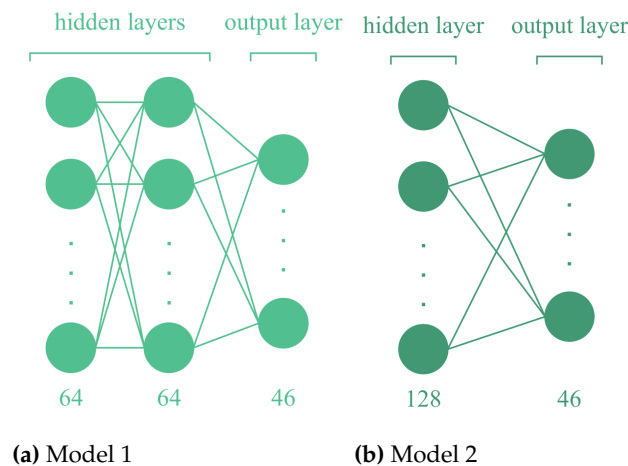 hidden layers output layer
64 64 46
(a) Model 1
hidden layer output layer
128 46
(b) Model 2